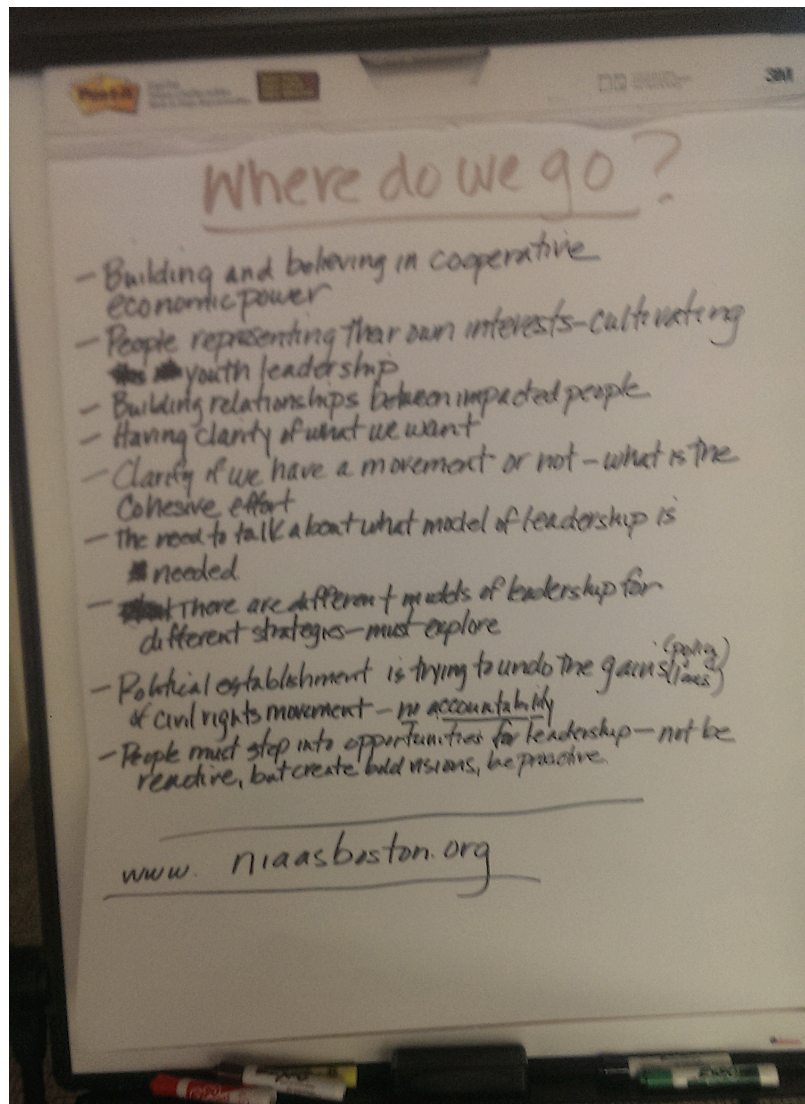 Post-it
3M
Where do we go?
- Building and believing in cooperative
economic power
- People representing their own interests - cultivating
youth leadership
- Building relationships between impacted people
- Having clarity of what we want
- Clarify if we have a movement or not - what is the
cohesive effort
- The need to talk about what model of leadership is
needed
- There are different models of leadership for
different strategies - must explore
- Political establishment is trying to undo the gains (policy
laws)
of civil rights movement - no accountability
- People must step into opportunities for leadership - not be
reactive, but create bold visions, be proactive.
www. niaasboston.org